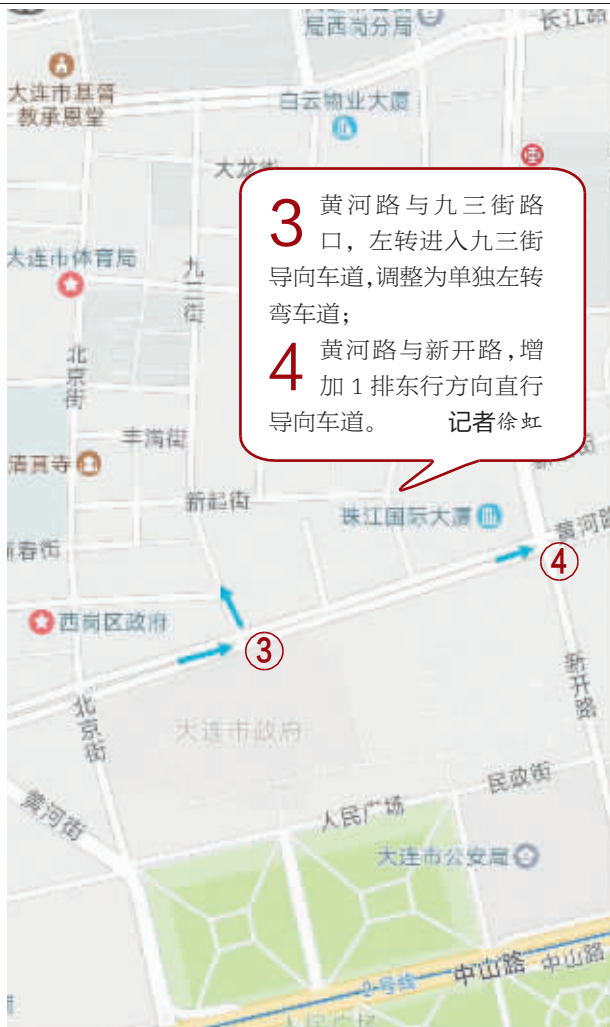 局西岗分局
长江路
大连市基督
教承恩堂
白云物业大厦
大龙街
3 黄河路与九三街路
口，左转进入九三街
导向车道,调整为单独左转
弯车道；
4 黄河路与新开路,增
加1排东行方向直行
导向车道。 记者徐虹
大连市体育局
九三街
北京街
丰满街
清真寺
新起街
珠江国际大厦
黄河路
④
新春街
西岗区政府
③
新开路
北京街
大连市政府
民政街
黄河街
人民广场
大连市公安局
2号线
中山路
中山路
人民广场